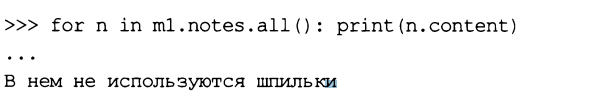 >>> for n in m1.notes.all(): print(n.content)
...
В нем не используются шпильки